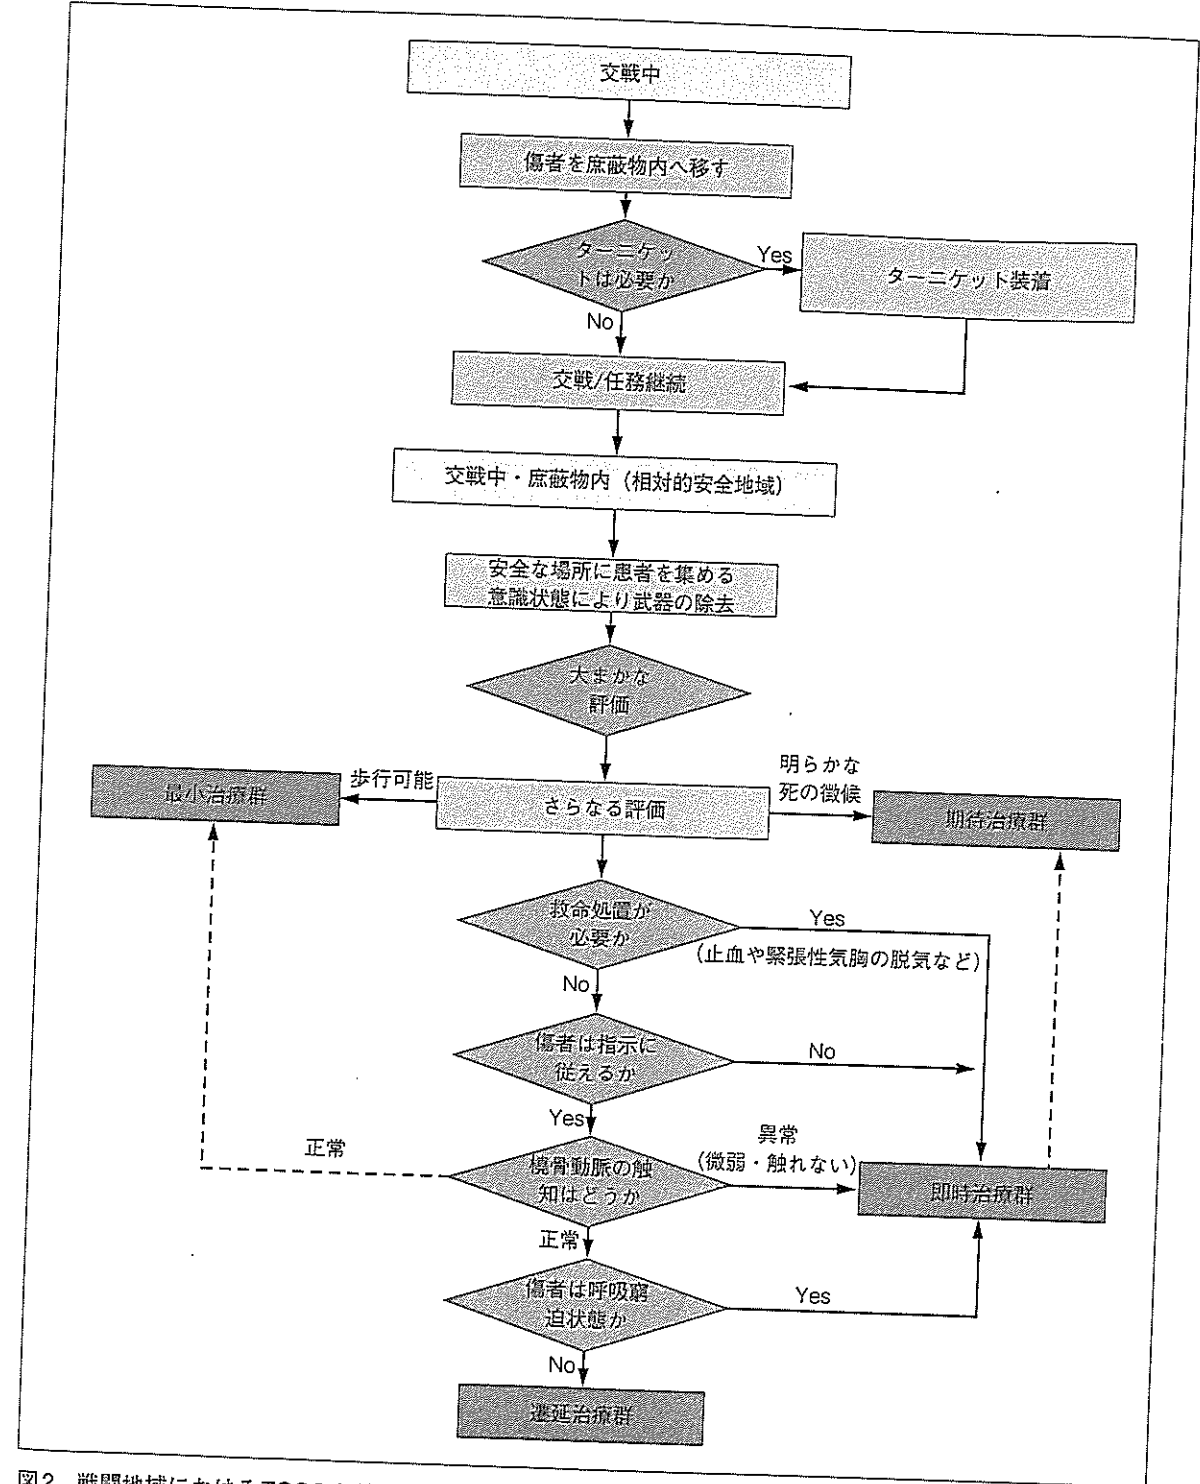 交戦中
傷者を庶蔽物内へ移す
ターニケッ
トは必要か
Yes
ターニケット装着
No
交戦/任務継続
交戦中・庶蔽物内（相対的安全地域）
安全な場所に患者を集める
意識状態により武器の除去
大まかな
評価
最小治療群
歩行可能
さらなる評価
明らかな
死の徴候
期待治療群
救命処置が
必要か
Yes
（止血や緊張性気胸の脱気など）
No
傷者は指示に
従えるか
No
Yes
正常
橈骨動脈の触
知はどうか
異常
（微弱・触れない）
即時治療群
正常
傷者は呼吸窮
迫状態か
Yes
No
遅延治療群
図2 戦闘地域における